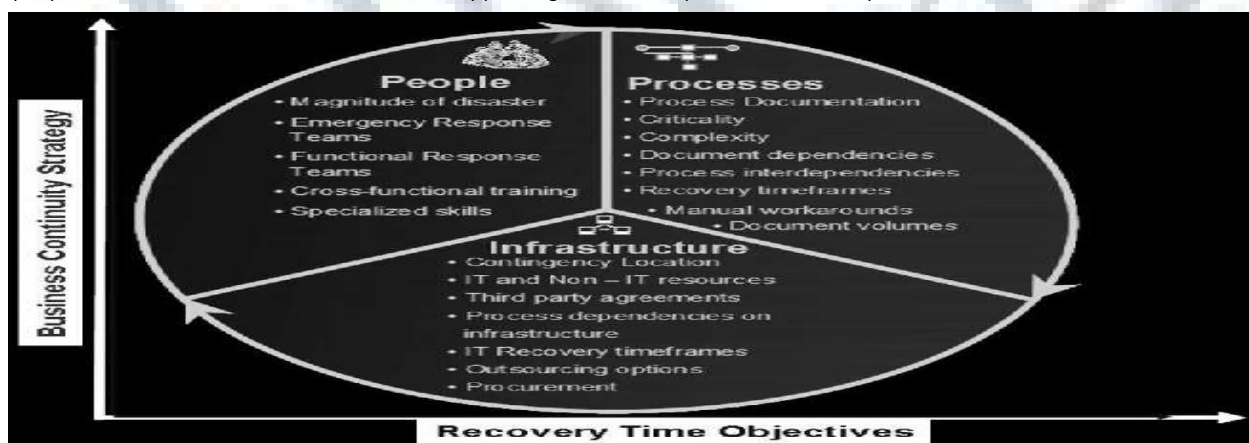 Business Continuity Strategy
People
• Magnitude of disaster
• Emergency Response
Teams
• Functional Response
Teams
• Cross-functional training
• Specialized skills
Processes
• Process Documentation
• Criticality
• Complexity
• Document dependencies
• Process interdependencies
• Recovery timeframes
• Manual workarounds
• Document volumes
Infrastructure
• Contingency Location
• IT and Non – IT resources
• Third party agreements
• Process dependencies on
infrastructure
• IT Recovery timeframes
• Outsourcing options
• Procurement
Recovery Time Objectives